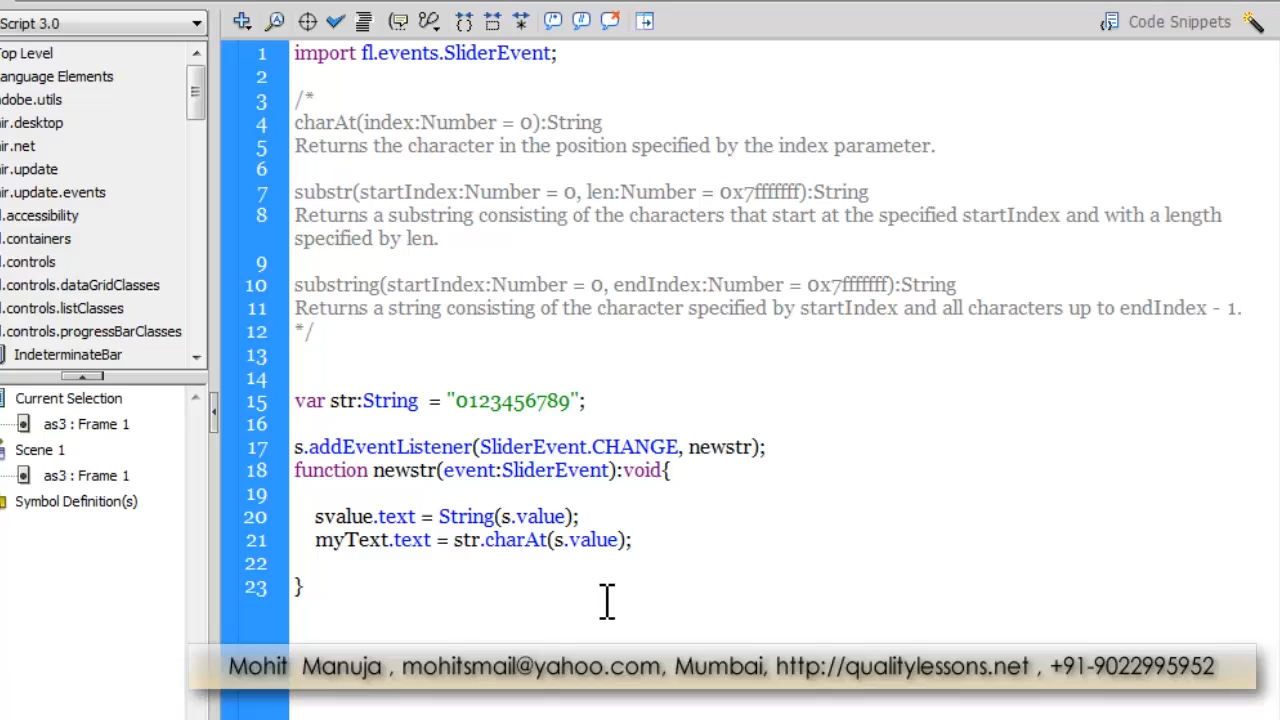 Script 3.0
Code Snippets
Top Level
anguage Elements
dobe.utils
ir.desktop
ir.net
ir.update
ir.update.events
l.accessibility
l.containers
l.controls
l.controls.dataGridClasses
l.controls.listClasses
l.controls.progressBarClasses
IndeterminateBar
Current Selection
as3 : Frame 1
Scene 1
as3 : Frame 1
Symbol Definition(s)
1 import fl.events.SliderEvent;
2
3 /*
4 charAt(index:Number = 0):String
5 Returns the character in the position specified by the index parameter.
6
7 substr(startIndex:Number = 0, len:Number = 0x7fffffff):String
8 Returns a substring consisting of the characters that start at the specified startIndex and with a length
specified by len.
9
10 substring(startIndex:Number = 0, endIndex:Number = 0x7fffffff):String
11 Returns a string consisting of the character specified by startIndex and all characters up to endIndex - 1.
12 */
13
14
15 var str:String  = "0123456789";
16
17 s.addEventListener(SliderEvent.CHANGE, newstr);
18 function newstr(event:SliderEvent):void{
19
20 svalue.text = String(s.value);
21 myText.text = str.charAt(s.value);
22
23 }
Mohit Manuja , mohitsmail@yahoo.com, Mumbai, http://qualitylessons.net , +91-9022995952